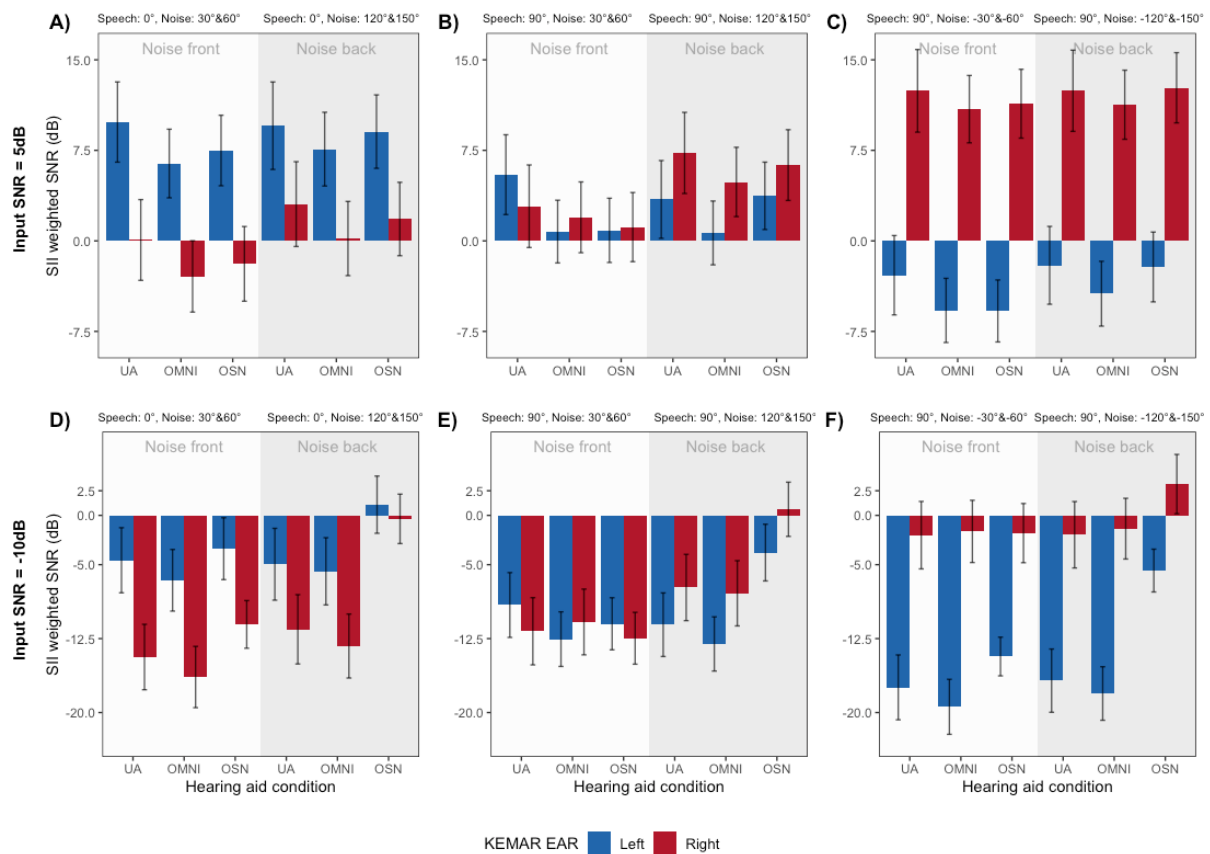 A)
Speech: 0°, Noise: 30°&60°
Speech: 0°, Noise: 120°&150°
Noise front
Noise back
Input SNR = 5dB
SII weighted SNR (dB)
15.0
7.5
0.0
-7.5
UA
OMNI
OSN
UA
OMNI
OSN
B)
Speech: 90°, Noise: 30°&60°
Speech: 90°, Noise: 120°&150°
Noise front
Noise back
15.0
7.5
0.0
-7.5
UA
OMNI
OSN
UA
OMNI
OSN
C)
Speech: 90°, Noise: -30°&-60°
Speech: 90°, Noise: -120°&-150°
Noise front
Noise back
15.0
7.5
0.0
-7.5
UA
OMNI
OSN
UA
OMNI
OSN
D)
Speech: 0°, Noise: 30°&60°
Speech: 0°, Noise: 120°&150°
Noise front
Noise back
Input SNR = -10dB
SII weighted SNR (dB)
2.5
0.0
-5.0
-12.5
-20.0
UA
OMNI
OSN
UA
OMNI
OSN
Hearing aid condition
E)
Speech: 90°, Noise: 30°&60°
Speech: 90°, Noise: 120°&150°
Noise front
Noise back
2.5
0.0
-5.0
-12.5
-20.0
UA
OMNI
OSN
UA
OMNI
OSN
Hearing aid condition
F)
Speech: 90°, Noise: -30°&-60°
Speech: 90°, Noise: -120°&-150°
Noise front
Noise back
2.5
0.0
-5.0
-12.5
-20.0
UA
OMNI
OSN
UA
OMNI
OSN
Hearing aid condition
KEMAR EAR
Left
Right